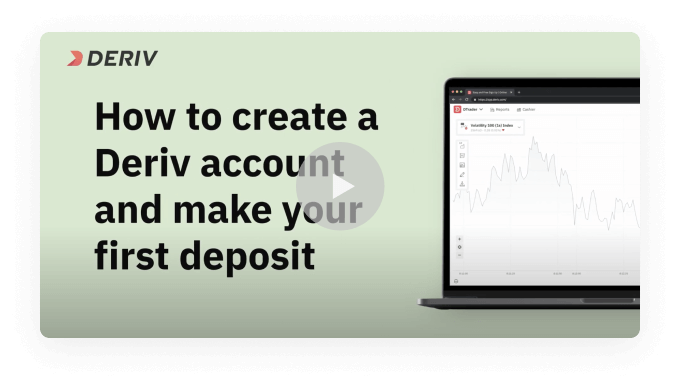 DERIV
How to create a
Deriv account
and make your
first deposit
DTrader
Reports
Cashier
Volatility 100 (1s) Index